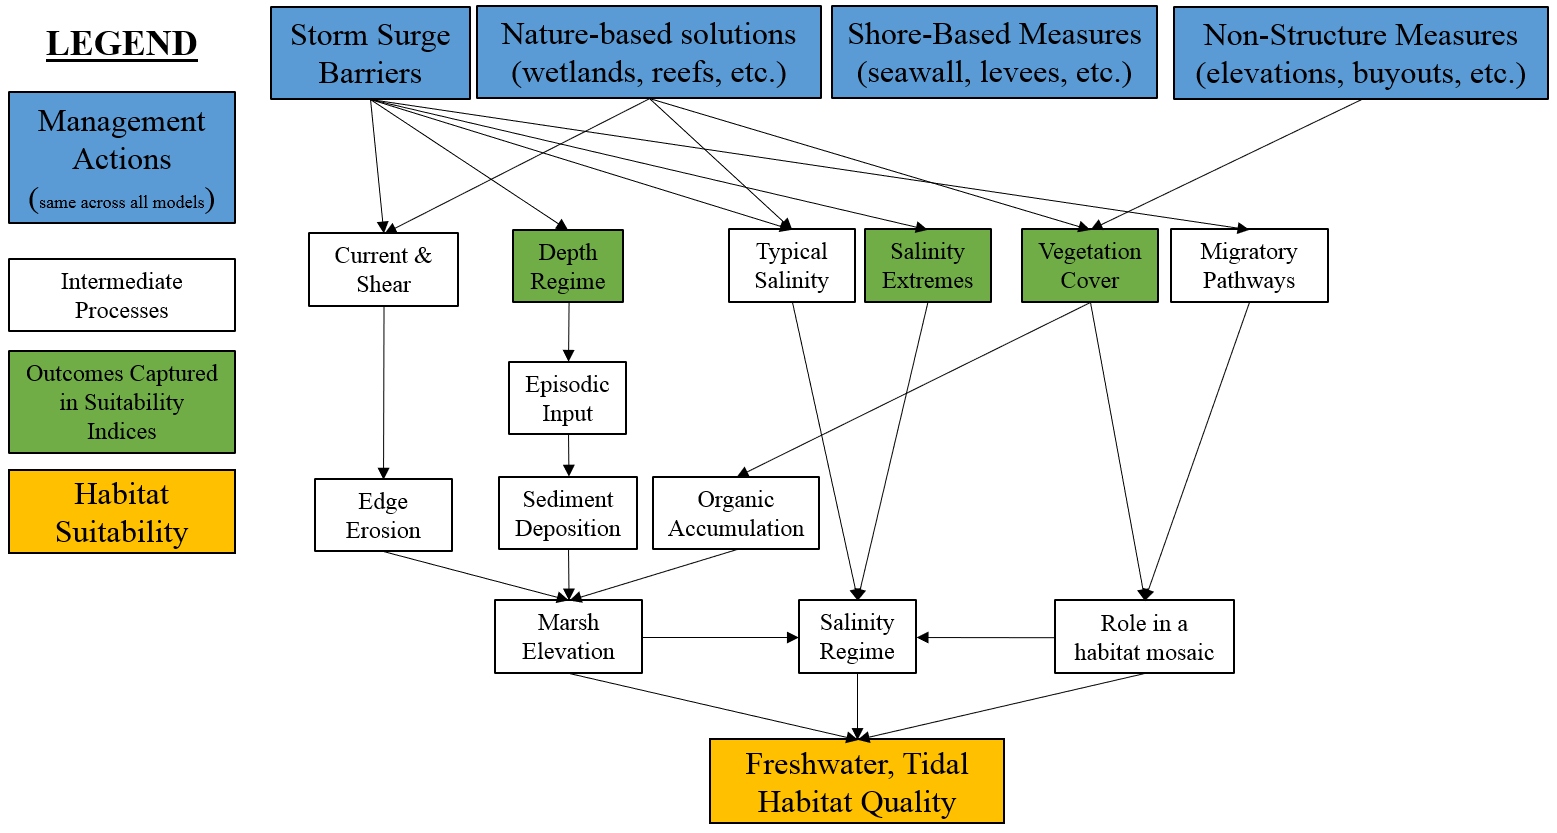 LEGEND
Management
Actions
(same across all models)
Intermediate
Processes
Outcomes Captured
in Suitability
Indices
Habitat
Suitability
Storm Surge
Barriers
Nature-based solutions
(wetlands, reefs, etc.)
Shore-Based Measures
(seawall, levees, etc.)
Non-Structure Measures
(elevations, buyouts, etc.)
Current &
Shear
Depth
Regime
Typical
Salinity
Salinity
Extremes
Vegetation
Cover
Migratory
Pathways
Episodic
Input
Edge
Erosion
Sediment
Deposition
Organic
Accumulation
Marsh
Elevation
Salinity
Regime
Role in a
habitat mosaic
Freshwater, Tidal
Habitat Quality